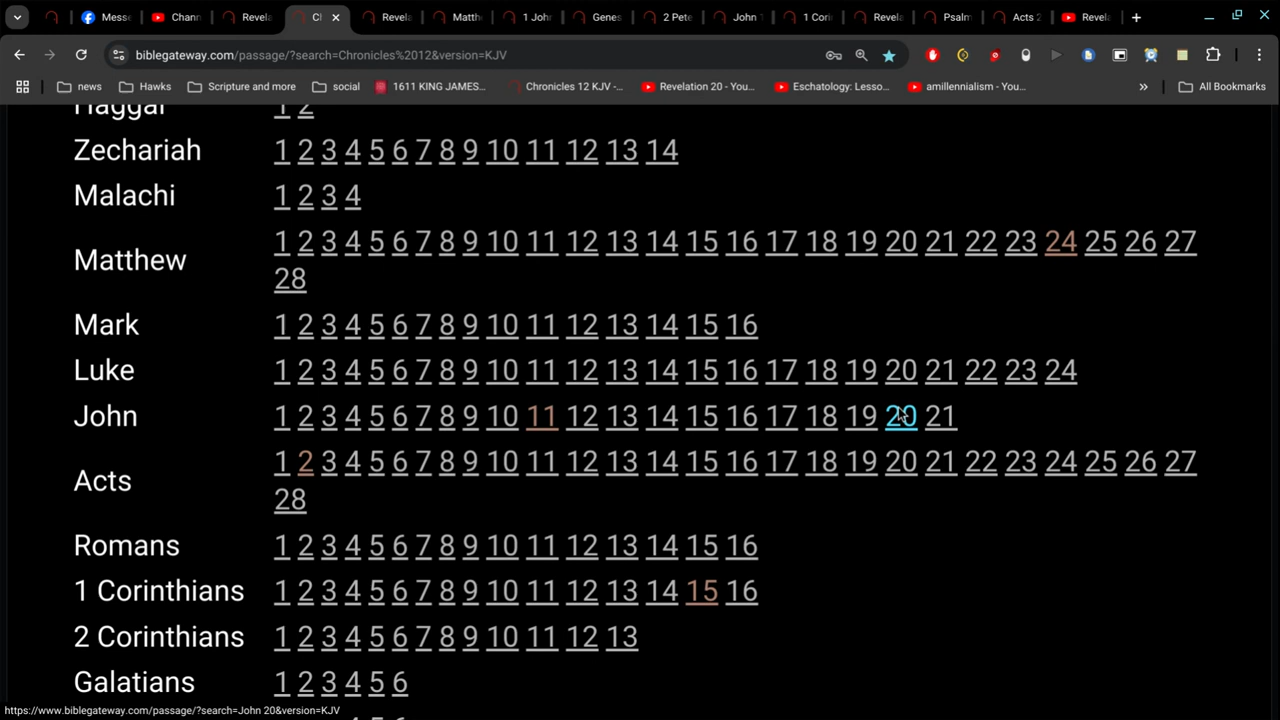 Messe
Chann
Revela
Cl
Revela
Matth
1 John
Genes
2 Pete
John 1
1 Cori
Revela
Psalm
Acts 2
Revela
biblegateway.com/passage/?search=Chronicles%2012&version=KJV
news
Hawks
Scripture and more
social
1611 KING JAMES...
Chronicles 12 KJV -...
Revelation 20 - You...
Eschatology: Lesso...
amillennialism - You...
»
All Bookmarks
Haggai 1 2
Zechariah 1 2 3 4 5 6 7 8 9 10 11 12 13 14
Malachi 1 2 3 4
Matthew 1 2 3 4 5 6 7 8 9 10 11 12 13 14 15 16 17 18 19 20 21 22 23 24 25 26 27
28
Mark 1 2 3 4 5 6 7 8 9 10 11 12 13 14 15 16
Luke 1 2 3 4 5 6 7 8 9 10 11 12 13 14 15 16 17 18 19 20 21 22 23 24
John 1 2 3 4 5 6 7 8 9 10 11 12 13 14 15 16 17 18 19 20 21
Acts 1 2 3 4 5 6 7 8 9 10 11 12 13 14 15 16 17 18 19 20 21 22 23 24 25 26 27
28
Romans 1 2 3 4 5 6 7 8 9 10 11 12 13 14 15 16
1 Corinthians 1 2 3 4 5 6 7 8 9 10 11 12 13 14 15 16
2 Corinthians 1 2 3 4 5 6 7 8 9 10 11 12 13
Galatians 1 2 3 4 5 6
https://www.biblegateway.com/passage/?search=John 20&version=KJV